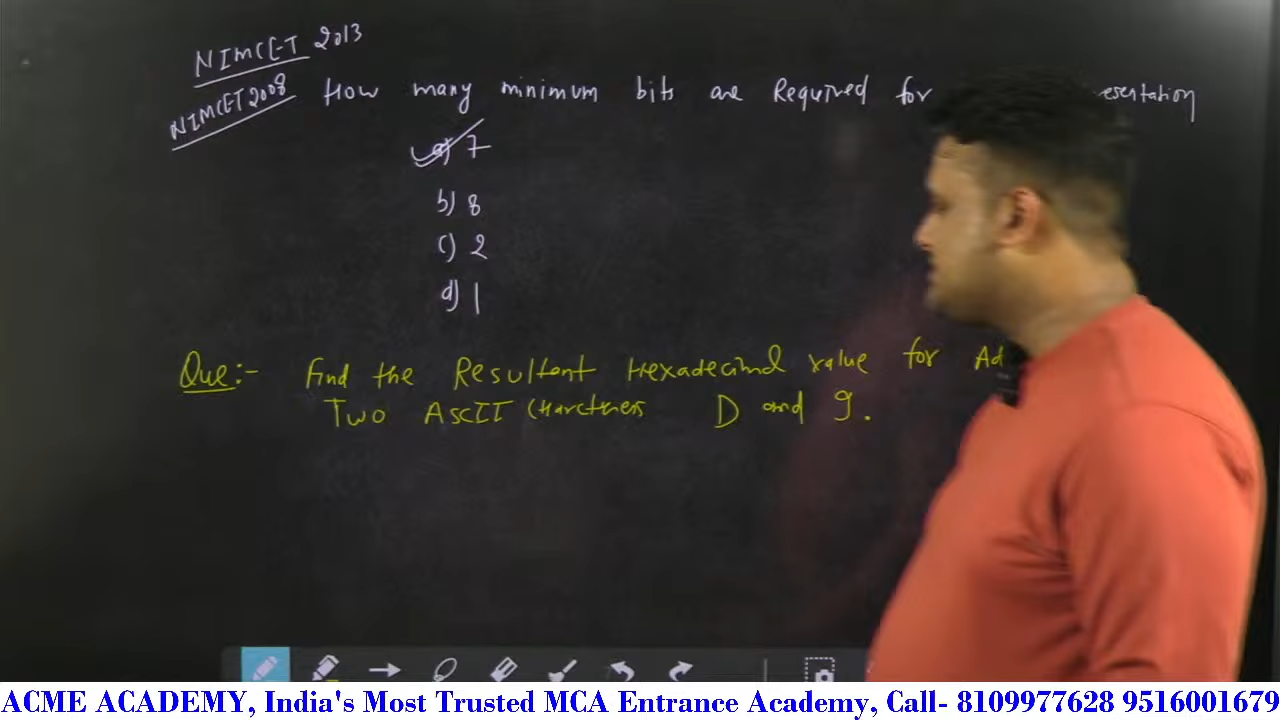 NIMCET 2013
NIMCET 2008 How many minimum bits are Required for esentation
a) 7
b) 8
c) 2
d) 1
Que:- Find the Resultant Hexadecimal value for Ad
Two ASCII Charcters D and 9.
ACME ACADEMY, India's Most Trusted MCA Entrance Academy, Call- 8109977628 9516001679